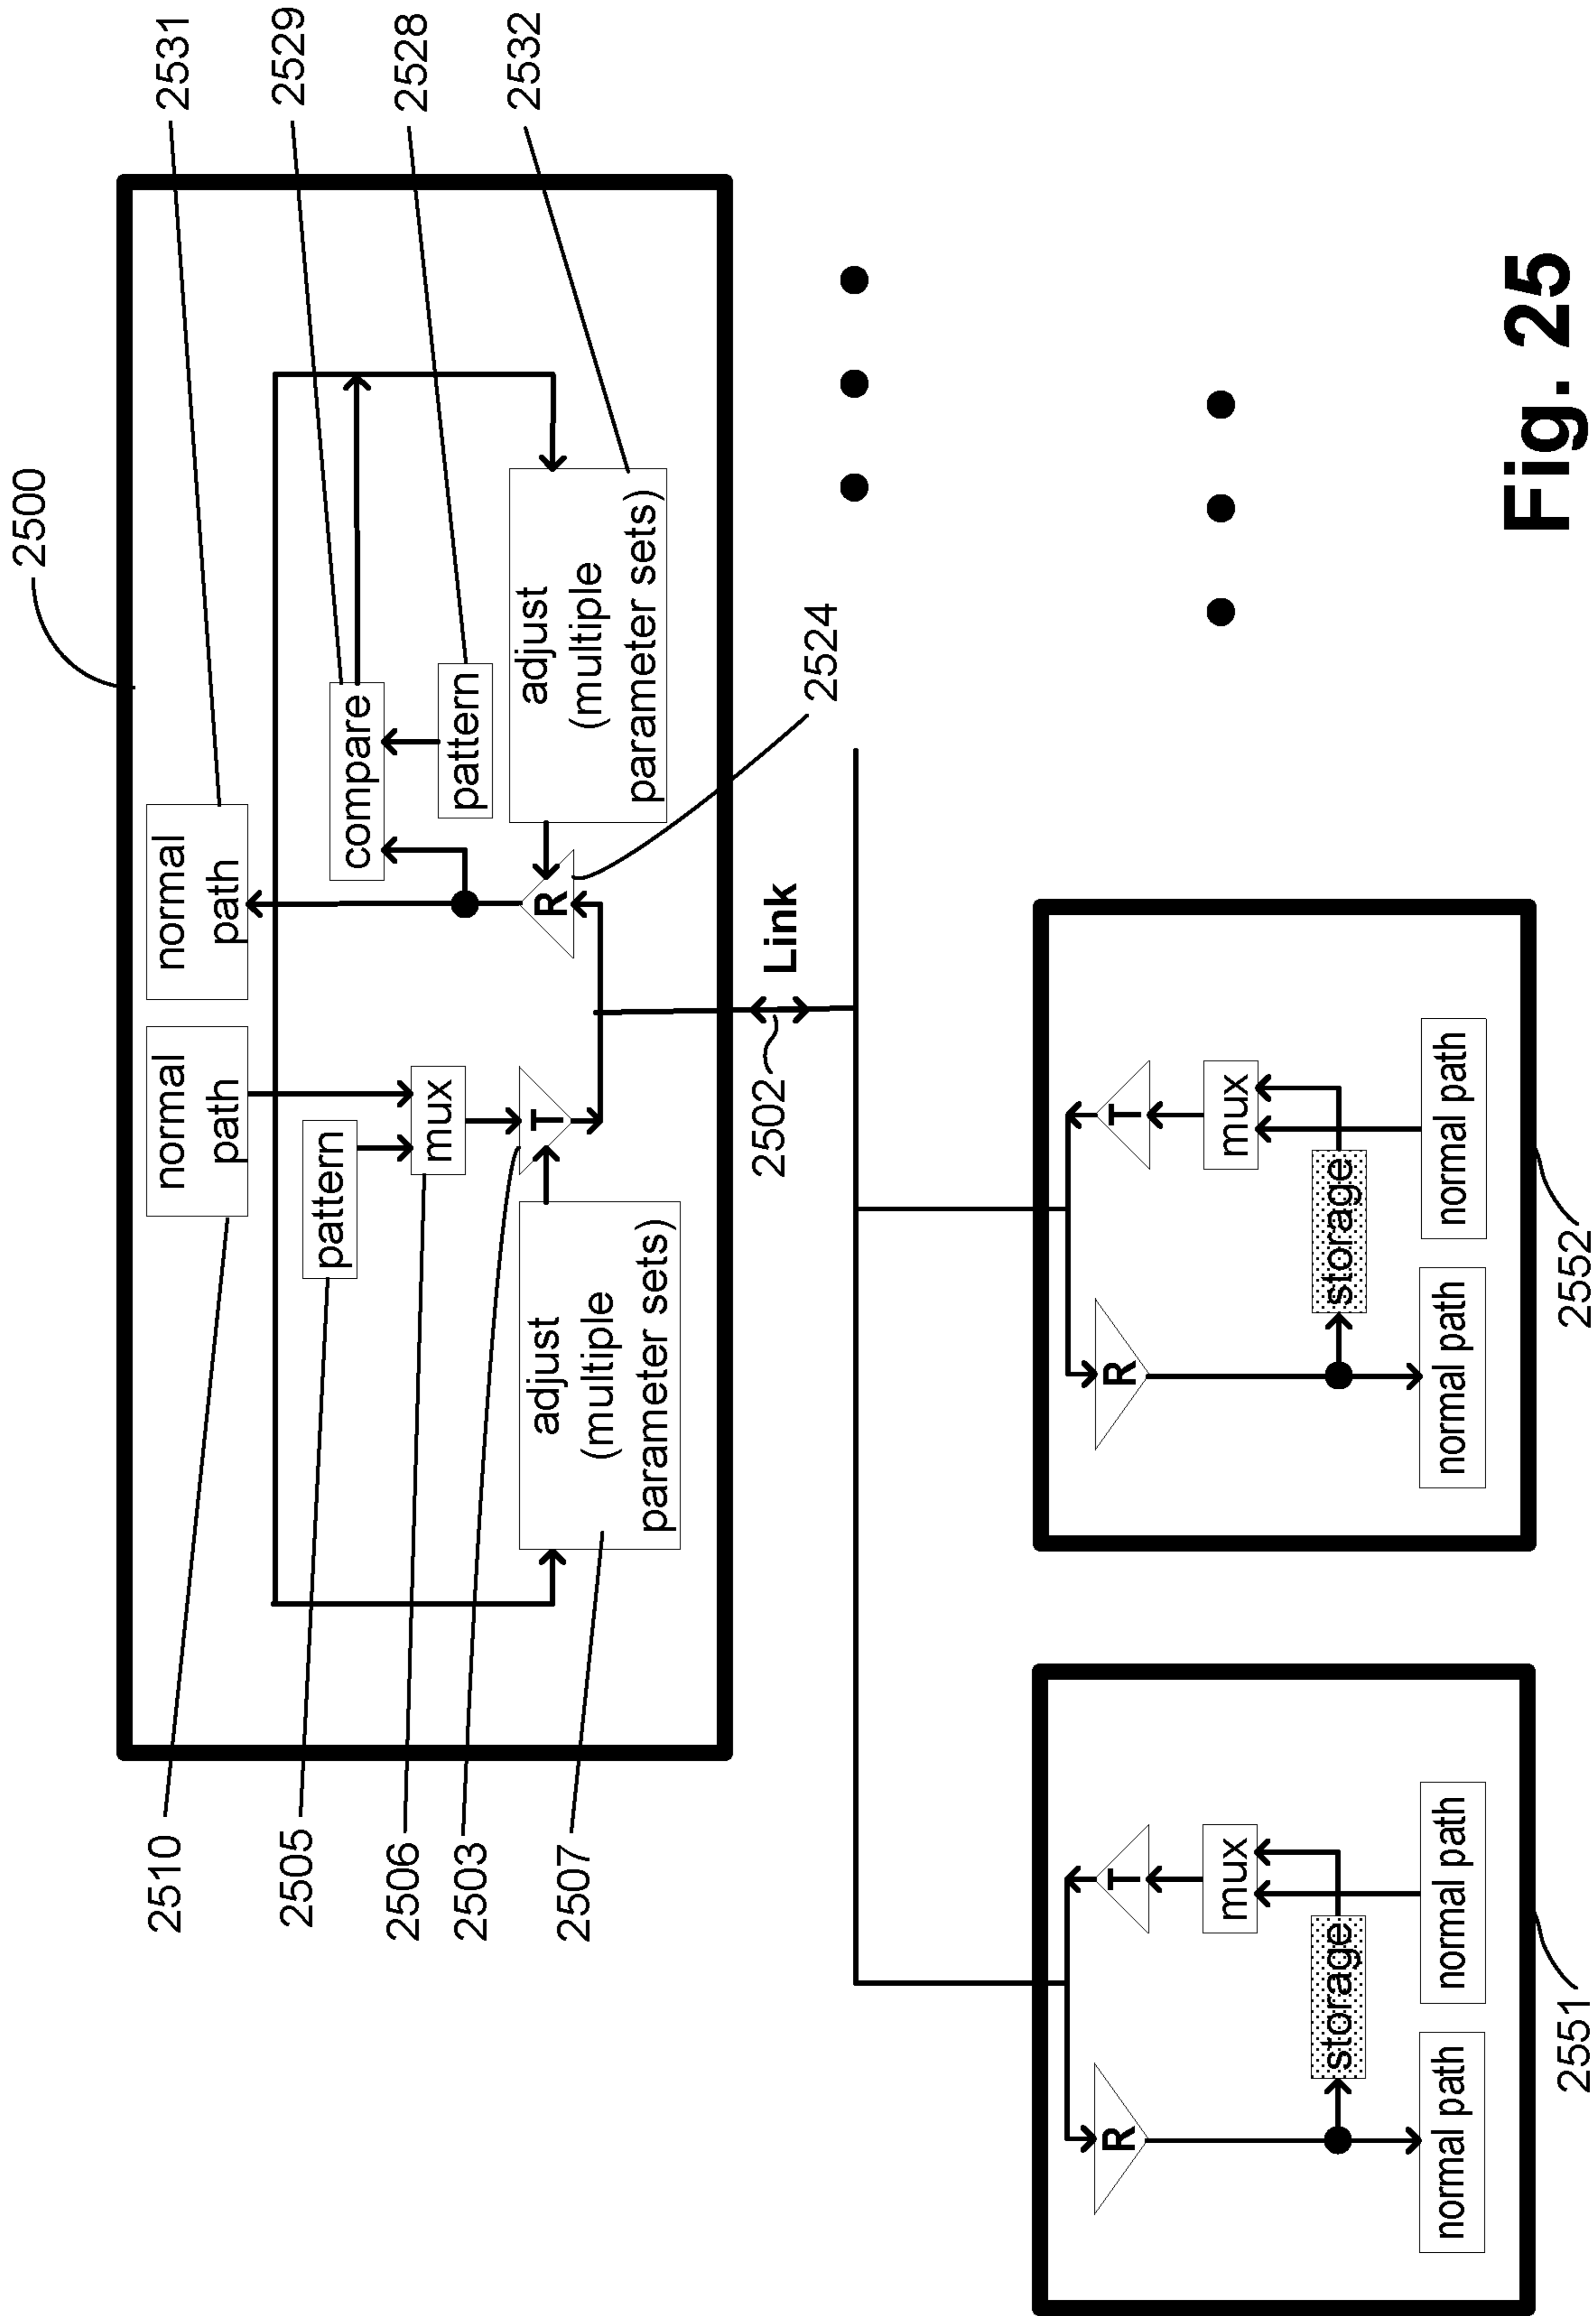 2500
normal
path
normal
path
2531
2510
pattern
2505
compare
2529
mux
2506
pattern
2528
T
2503
R
adjust
(multiple
parameter sets)
2507
adjust
(multiple
parameter sets)
2532
2524
2502
Link
R
T
mux
storage
normal path
normal path
2551
R
T
mux
storage
normal path
normal path
2552
Fig. 25